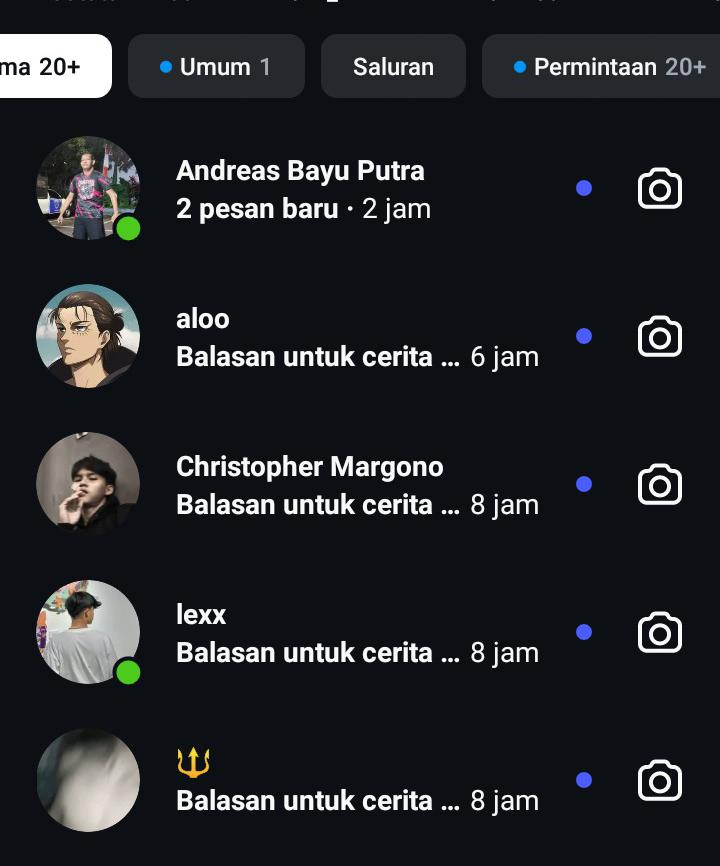 ma 20+
Umum 1
Saluran
Permintaan 20+
Andreas Bayu Putra
2 pesan baru · 2 jam
aloo
Balasan untuk cerita ... 6 jam
Christopher Margono
Balasan untuk cerita ... 8 jam
lexx
Balasan untuk cerita ... 8 jam
🔱
Balasan untuk cerita ... 8 jam